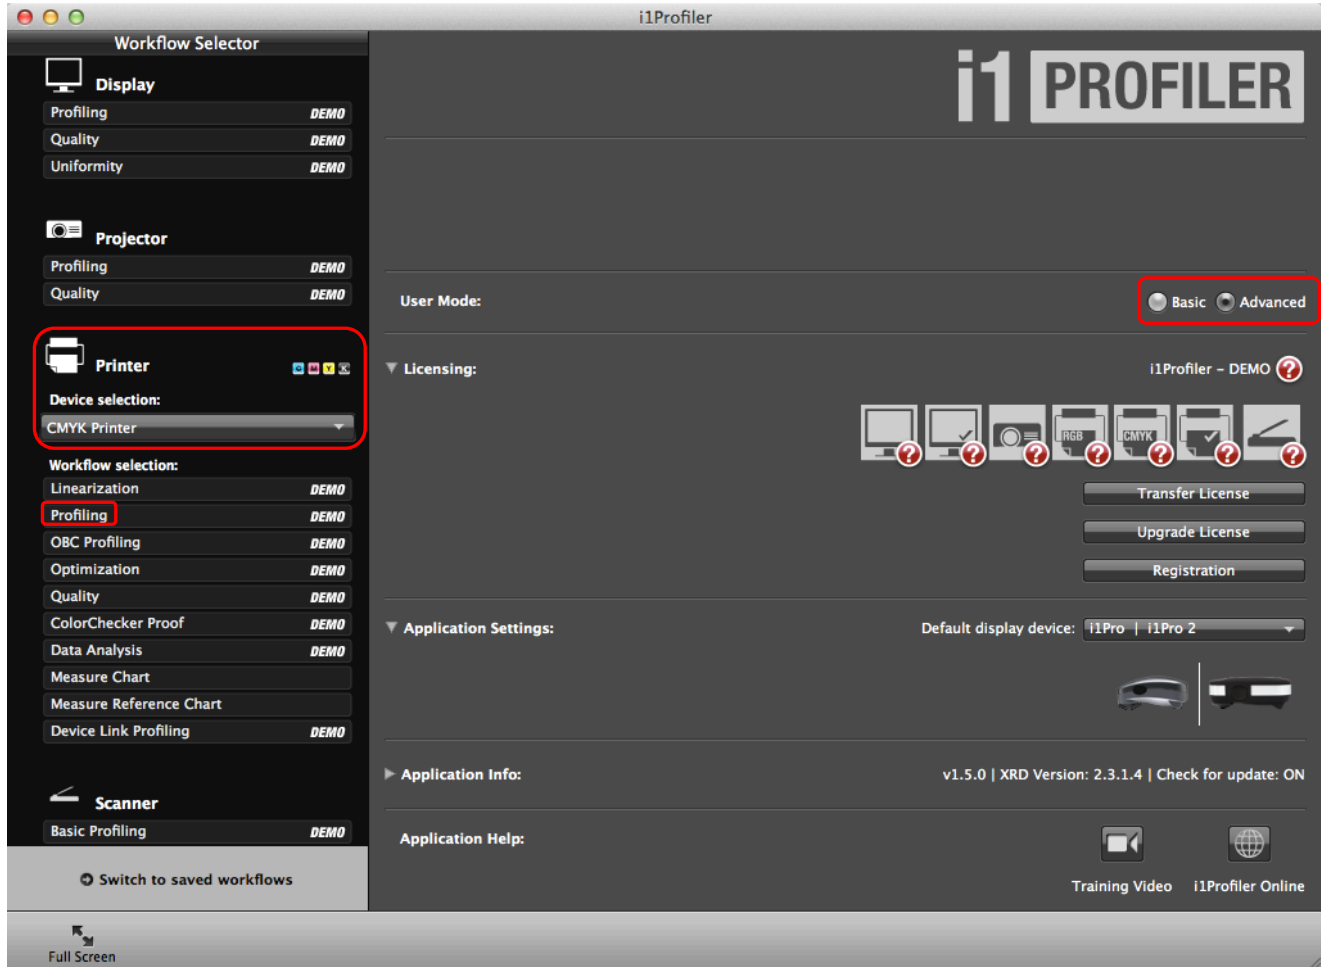 i1Profiler
Workflow Selector
Display
Profiling DEMO
Quality DEMO
Uniformity DEMO
Projector
Profiling DEMO
Quality DEMO
Printer C M Y K
Device selection:
CMYK Printer
Workflow selection:
Linearization DEMO
Profiling DEMO
OBC Profiling DEMO
Optimization DEMO
Quality DEMO
ColorChecker Proof DEMO
Data Analysis DEMO
Measure Chart
Measure Reference Chart
Device Link Profiling DEMO
Scanner
Basic Profiling DEMO
Switch to saved workflows
Full Screen
i1 PROFILER
User Mode: Basic Advanced
Licensing: i1Profiler – DEMO ?
RGB CMYK
? ? ? ? ? ? ?
Transfer License
Upgrade License
Registration
Application Settings: Default display device: i1Pro | i1Pro 2
Application Info: v1.5.0 | XRD Version: 2.3.1.4 | Check for update: ON
Application Help:
Training Video i1Profiler Online